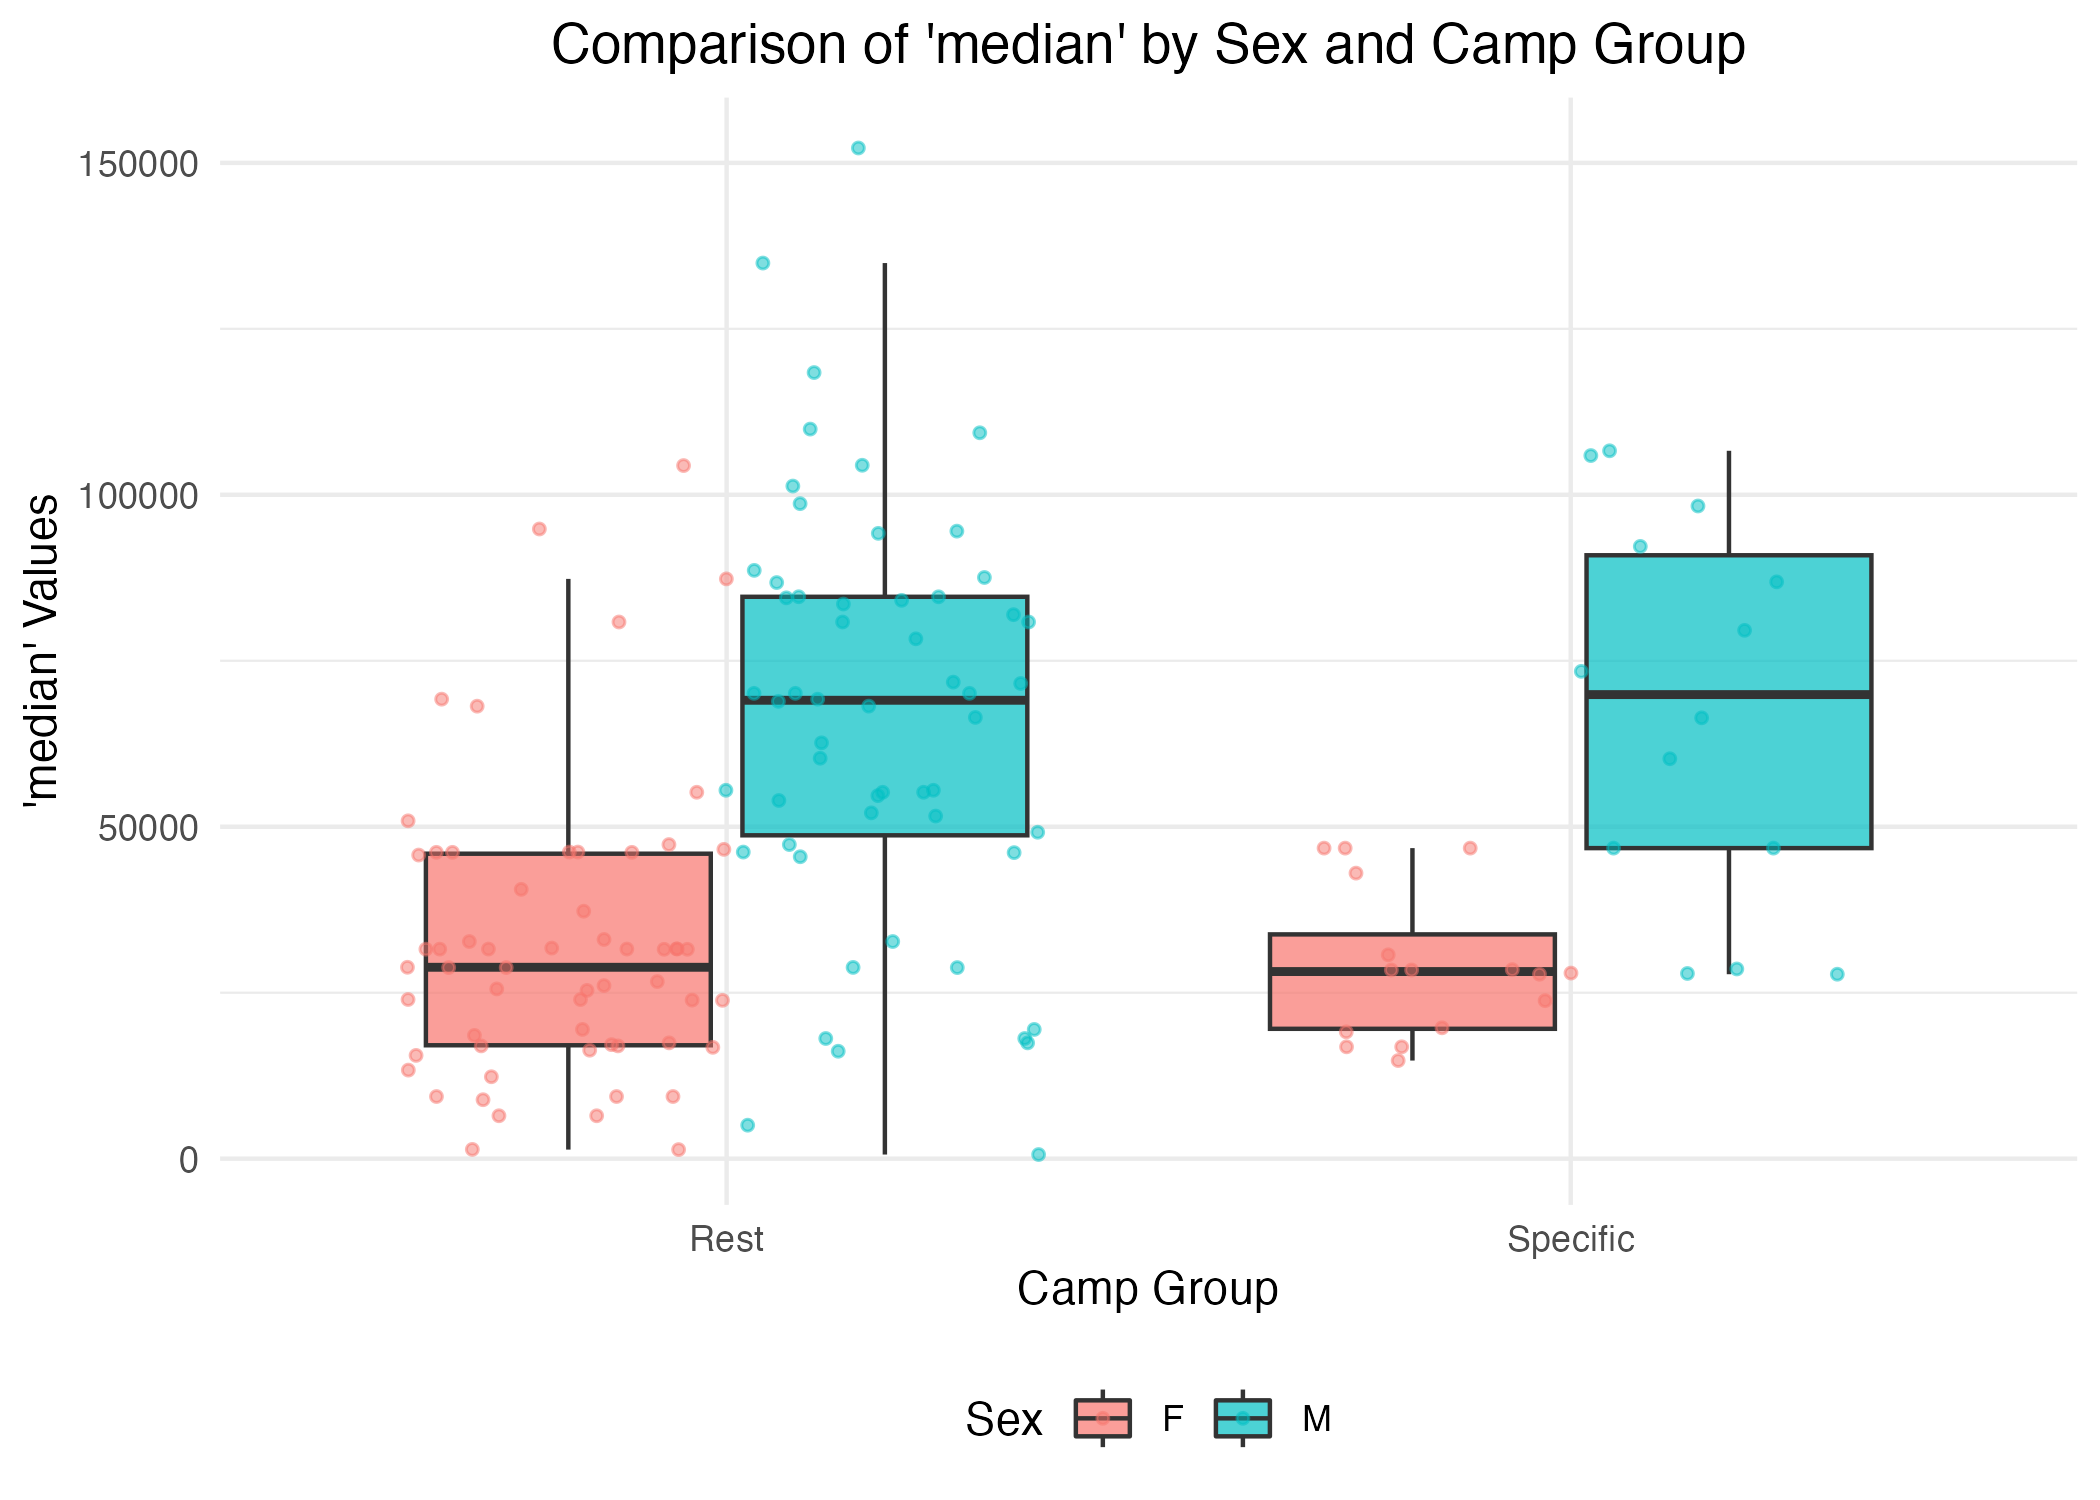 Comparison of 'median' by Sex and Camp Group
'median' Values
150000
100000
50000
0
Rest
Specific
Camp Group
Sex F M